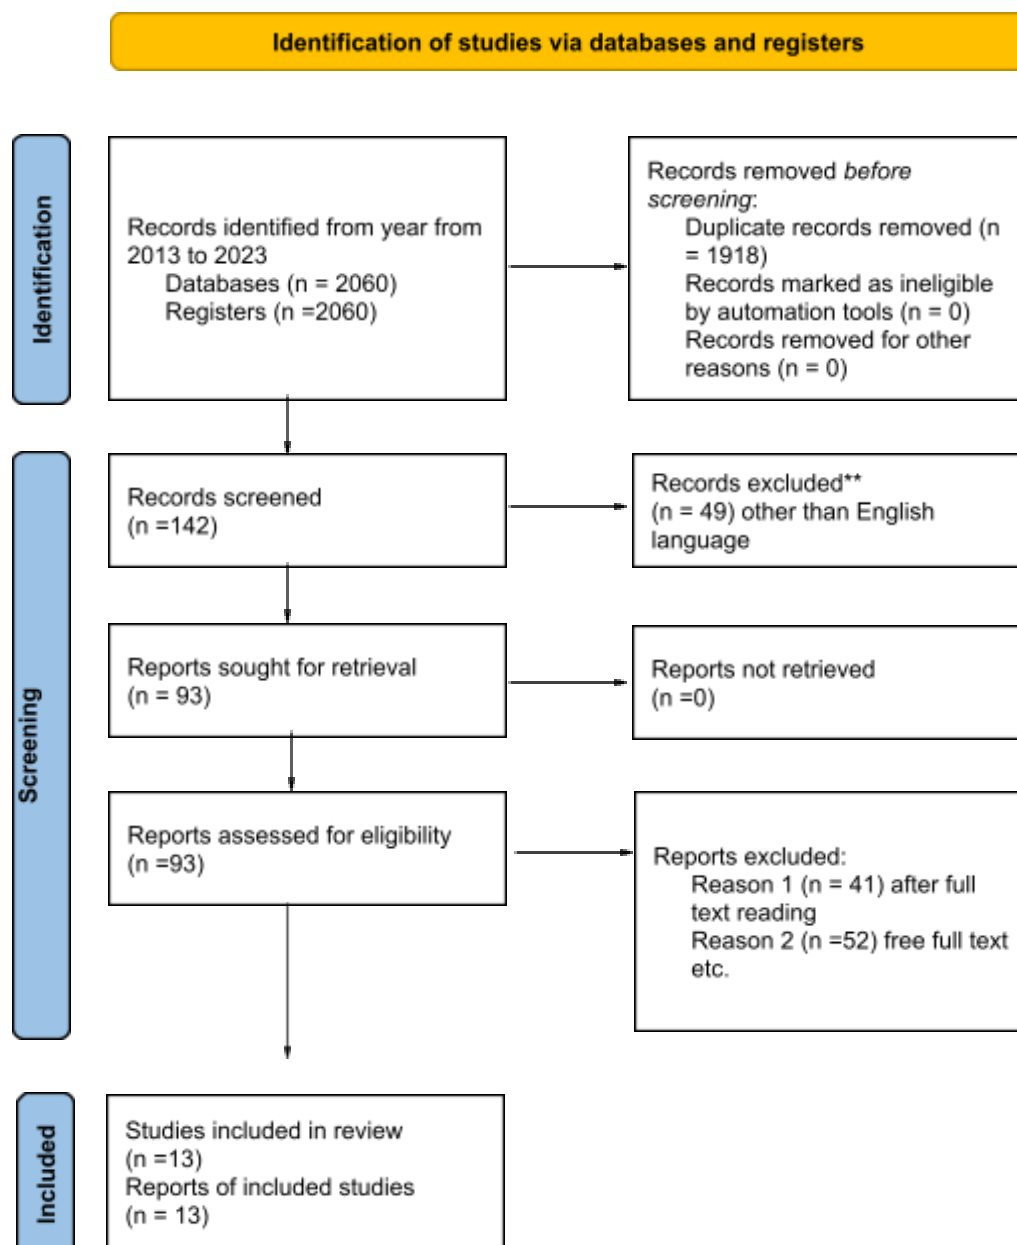 Identification of studies via databases and registers
Identification
Records identified from year from
2013 to 2023
Databases (n = 2060)
Registers (n =2060)
Records removed before
screening:
Duplicate records removed (n
= 1918)
Records marked as ineligible
by automation tools (n = 0)
Records removed for other
reasons (n = 0)
Screening
Records screened
(n =142)
Records excluded**
(n = 49) other than English
language
Reports sought for retrieval
(n = 93)
Reports not retrieved
(n =0)
Reports assessed for eligibility
(n =93)
Reports excluded:
Reason 1 (n = 41) after full
text reading
Reason 2 (n =52) free full text
etc.
Included
Studies included in review
(n =13)
Reports of included studies
(n = 13)